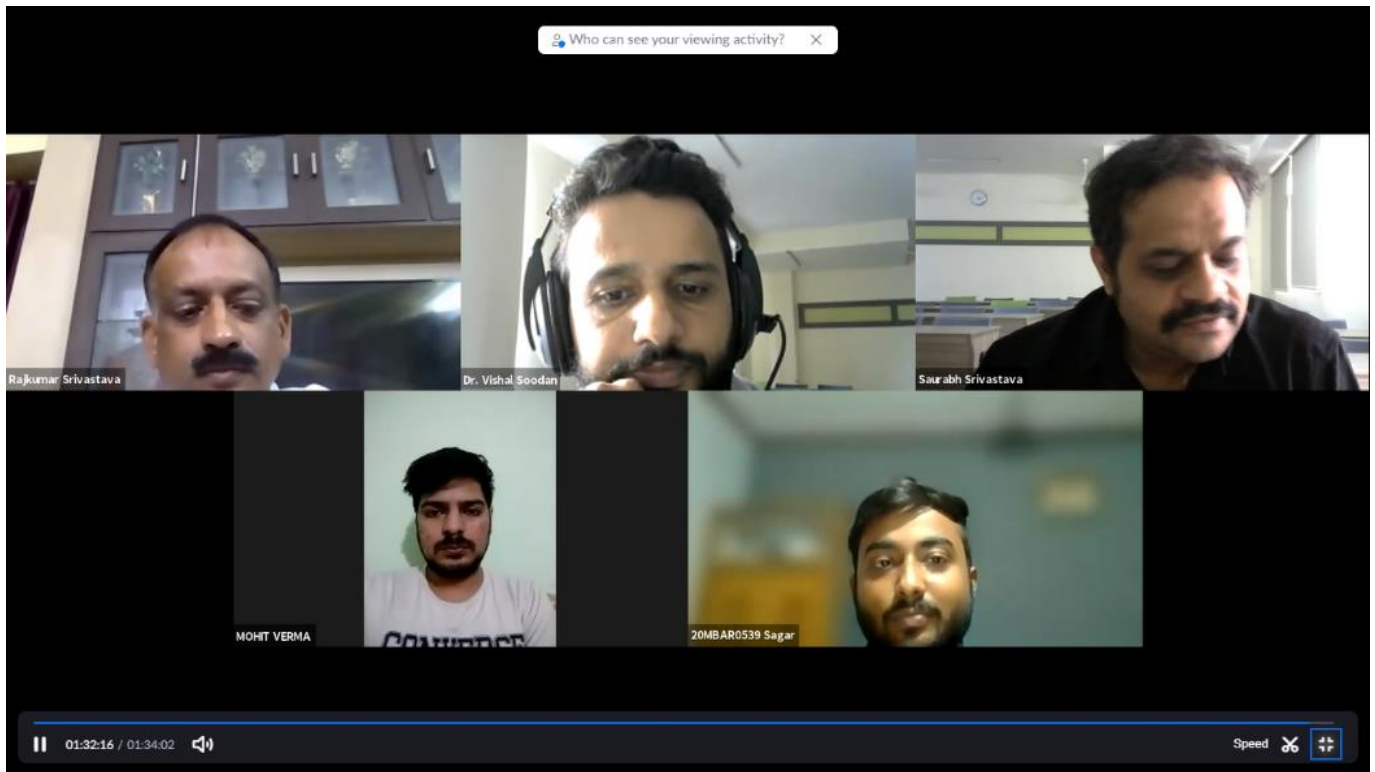 Who can see your viewing activity?
Rajkumar Srivastava
Dr. Vishal Soodan
Saurabh Srivastava
CONVERSE
MOHIT VERMA
20MBAR0539 Sagar
01:32:16 / 01:34:02
Speed